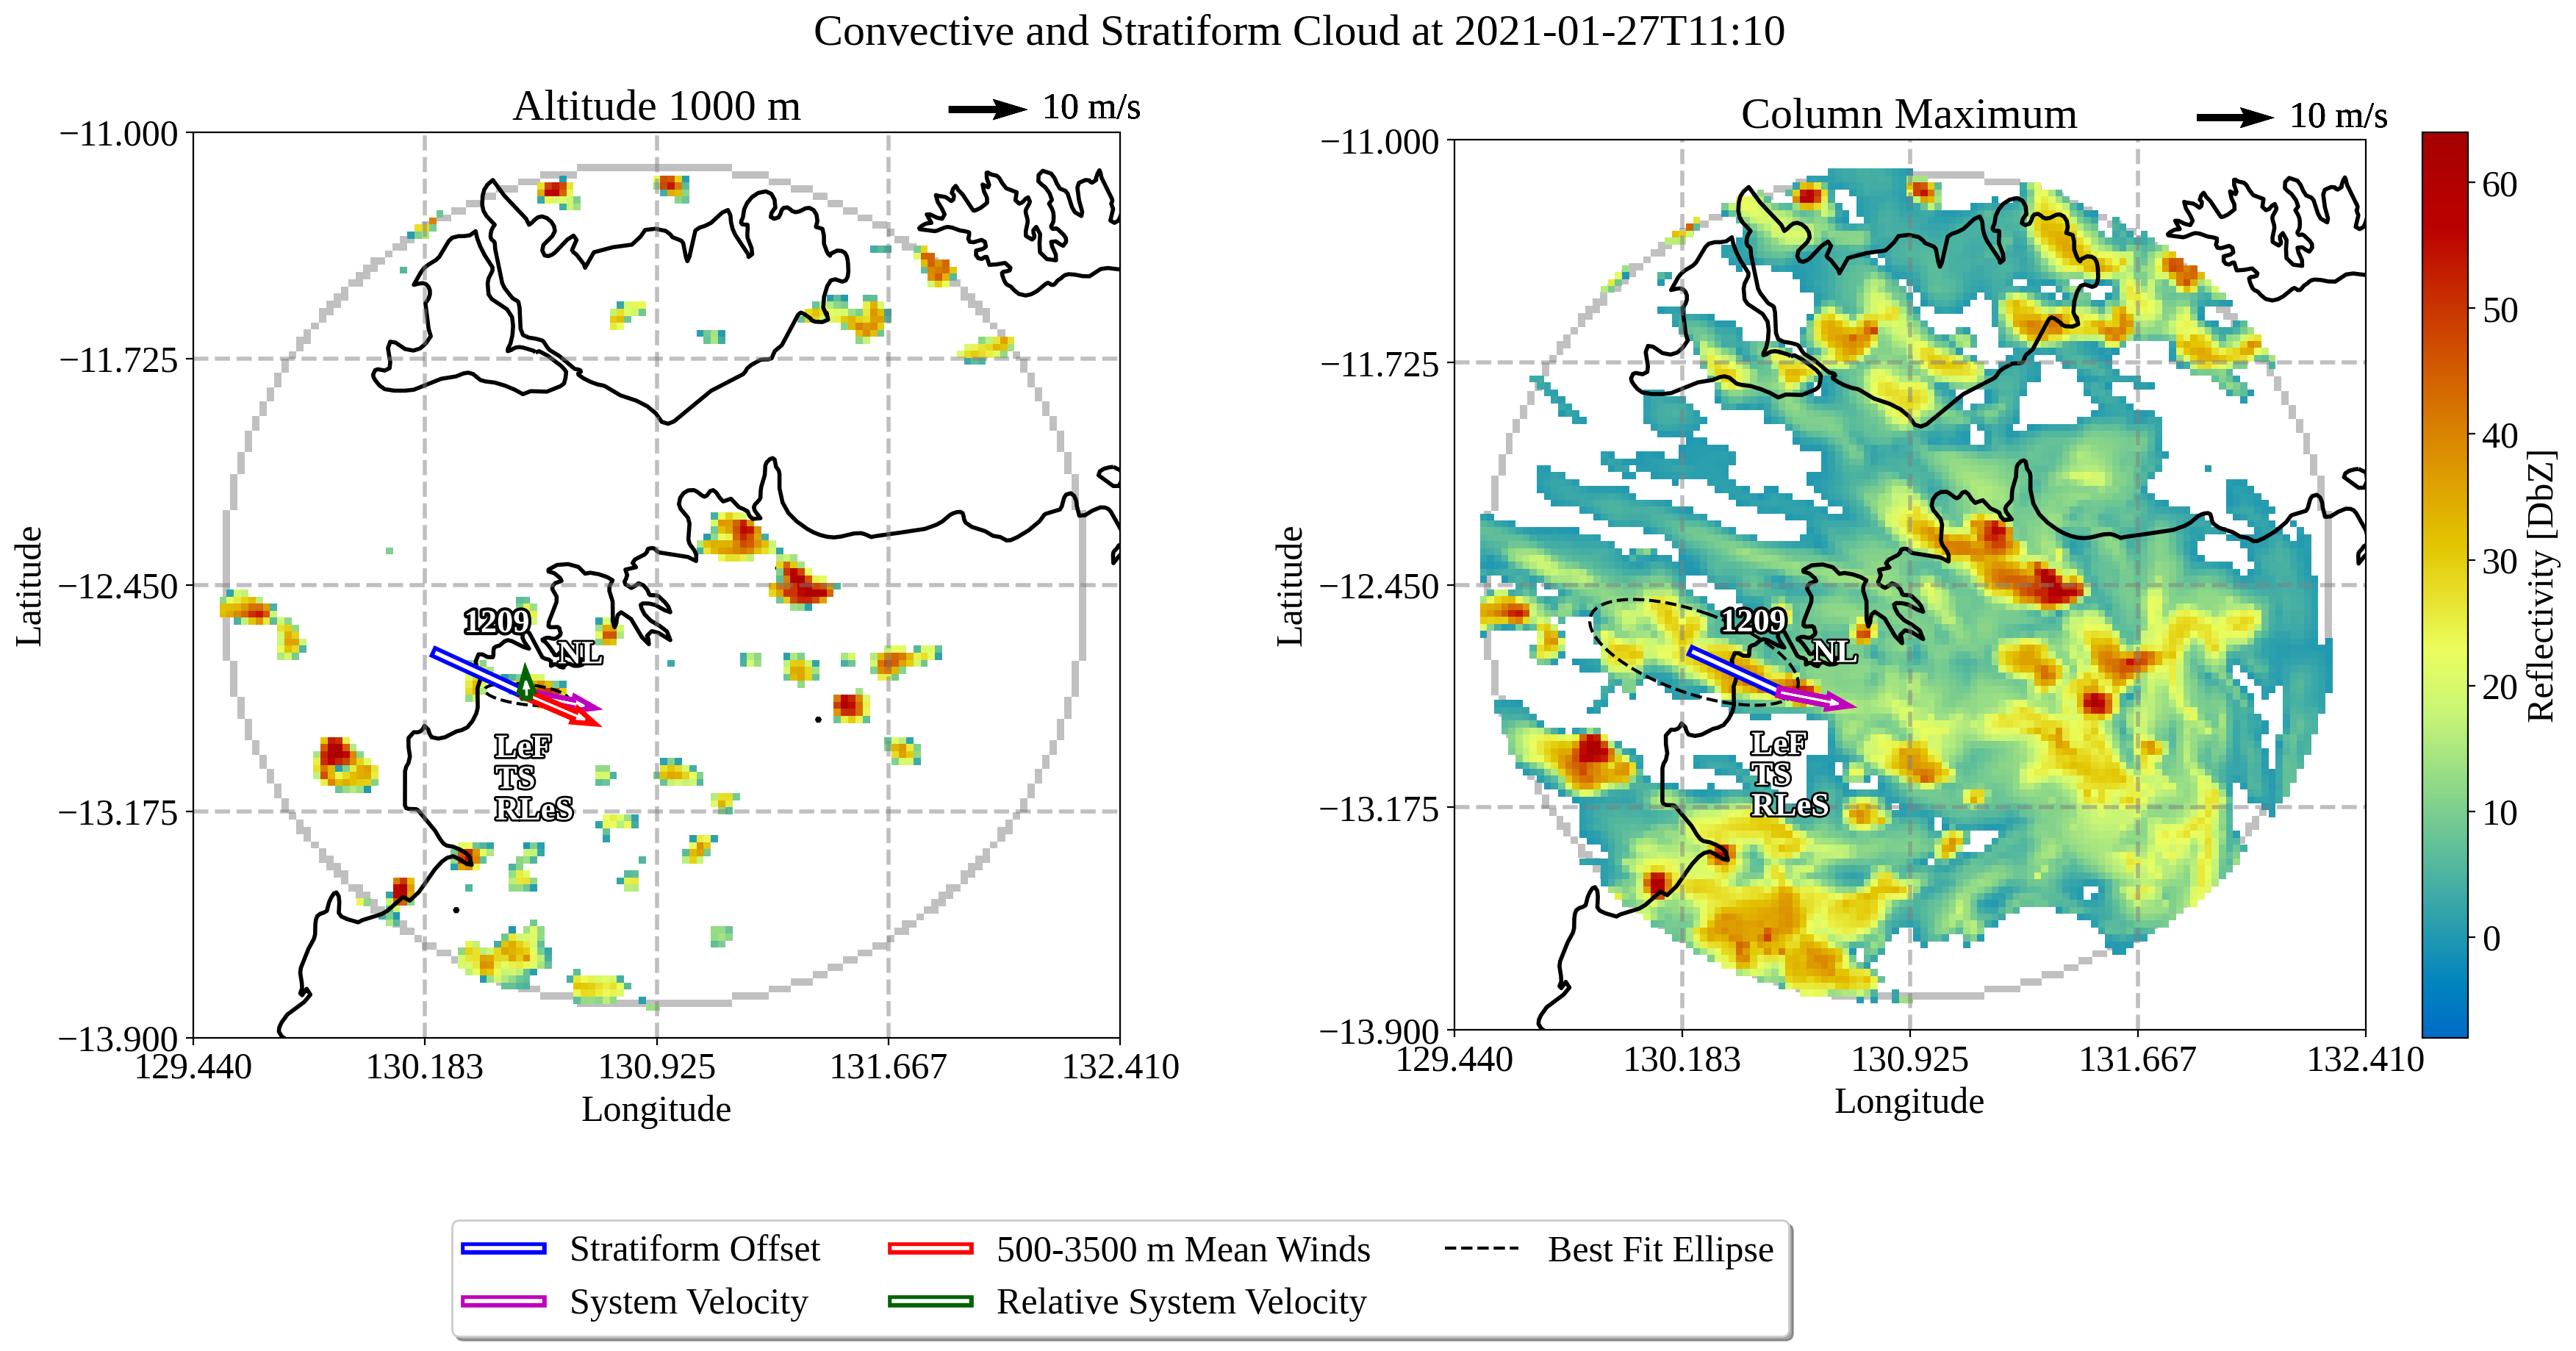 Convective and Stratiform Cloud at 2021-01-27T11:10
Altitude 1000 m
10 m/s
−11.000
−11.725
−12.450
−13.175
−13.900
Latitude
129.440
130.183
130.925
131.667
132.410
Longitude
1209
NL
LeF
TS
RLeS
Column Maximum
10 m/s
−11.000
−11.725
−12.450
−13.175
−13.900
Latitude
129.440
130.183
130.925
131.667
132.410
Longitude
1209
NL
LeF
TS
RLeS
60
50
40
30
20
10
0
Reflectivity [DbZ]
Stratiform Offset
System Velocity
500-3500 m Mean Winds
Relative System Velocity
Best Fit Ellipse